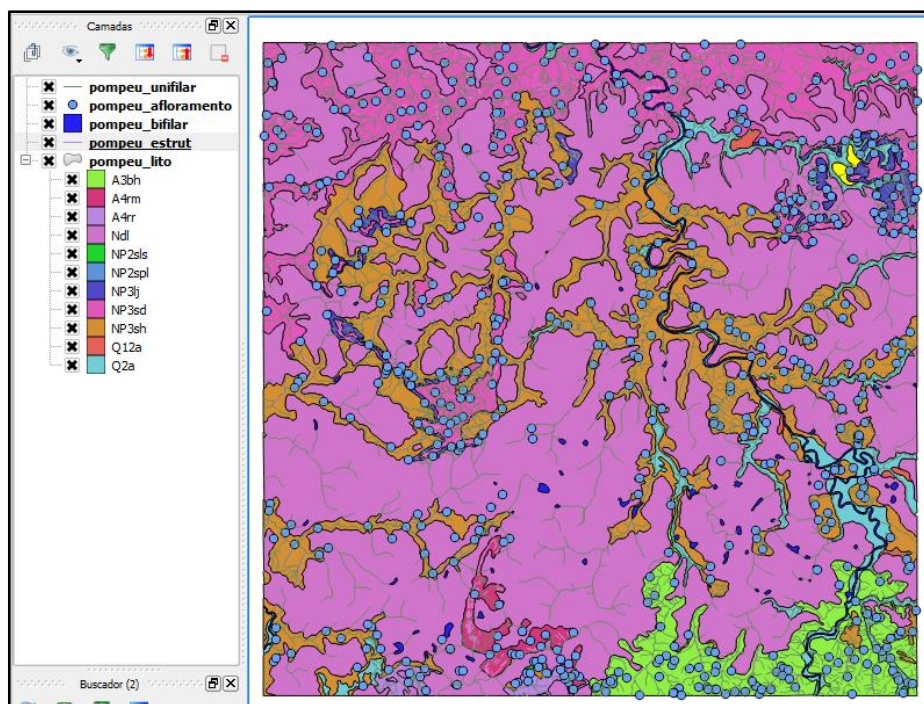 Camadas
pompeu_unifilar
pompeu_afloramento
pompeu_bifilar
pompeu_estrut
pompeu_lito
A3bh
A4rm
A4rr
Ndl
NP2sls
NP2spl
NP3lj
NP3sd
NP3sh
Q12a
Q2a
Buscador (2)